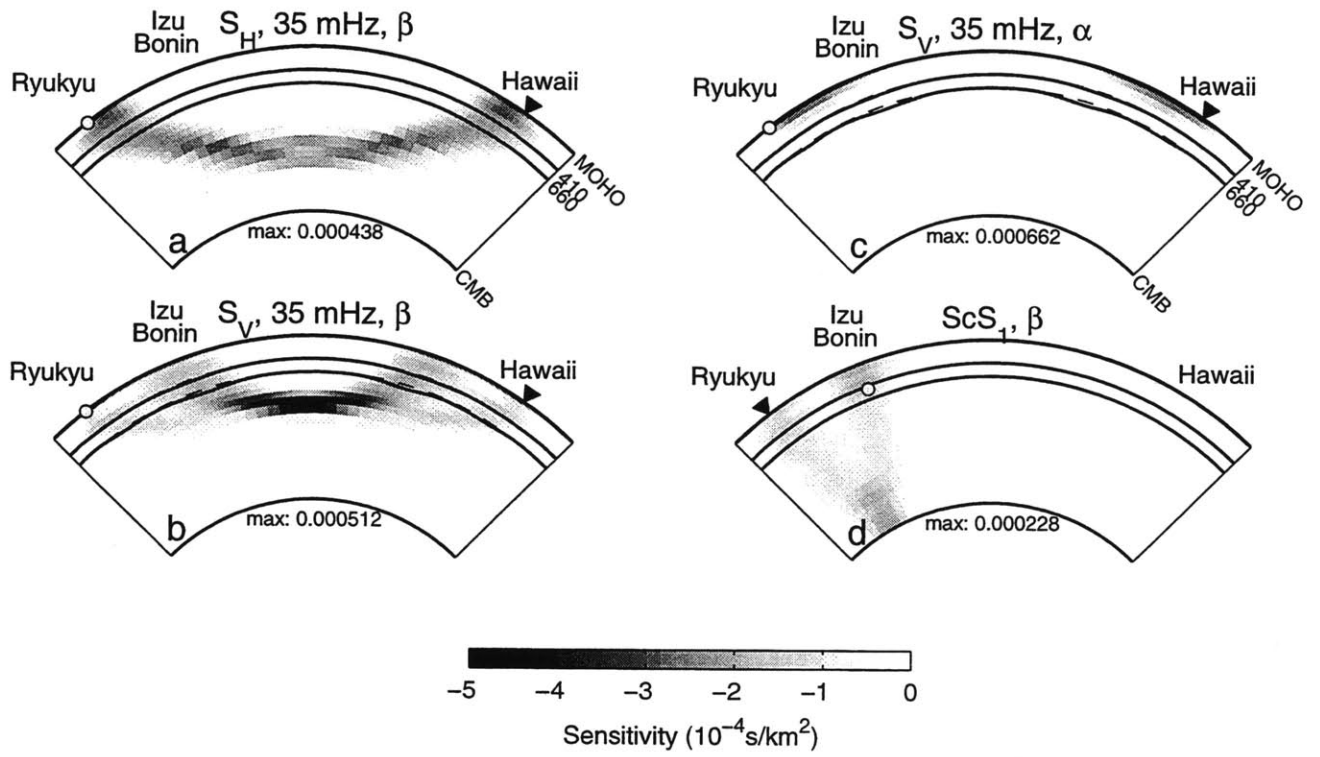 Izu
Bonin
S_H, 35 mHz, β
Ryukyu
Hawaii
MOHO
410
660
a
max: 0.000438
CMB
Izu
Bonin
S_V, 35 mHz, α
Ryukyu
Hawaii
MOHO
410
660
c
max: 0.000662
CMB
Izu
Bonin
S_V, 35 mHz, β
Ryukyu
Hawaii
b
max: 0.000512
Izu
Bonin
ScS_1, β
Ryukyu
Hawaii
d
max: 0.000228
−5 −4 −3 −2 −1 0
Sensitivity (10^−4 s/km^2)